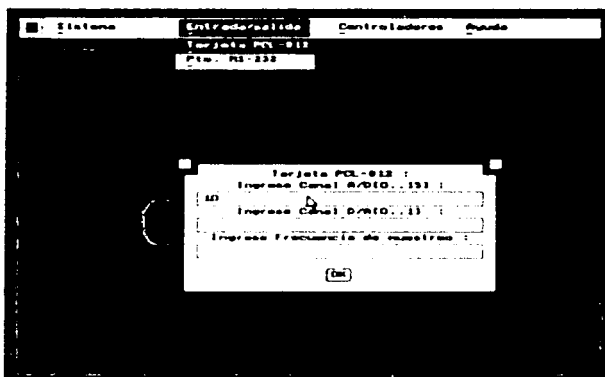 Sistema Entrada/salida Controladores Ayuda
Tarjeta PCL-812
Pto. RS-232
Tarjeta PCL-812 :
Ingrese Canal A/D[0..15] :
10
Ingrese Canal D/A[0..1] :
Ingrese frecuencia de muestreo :
OK